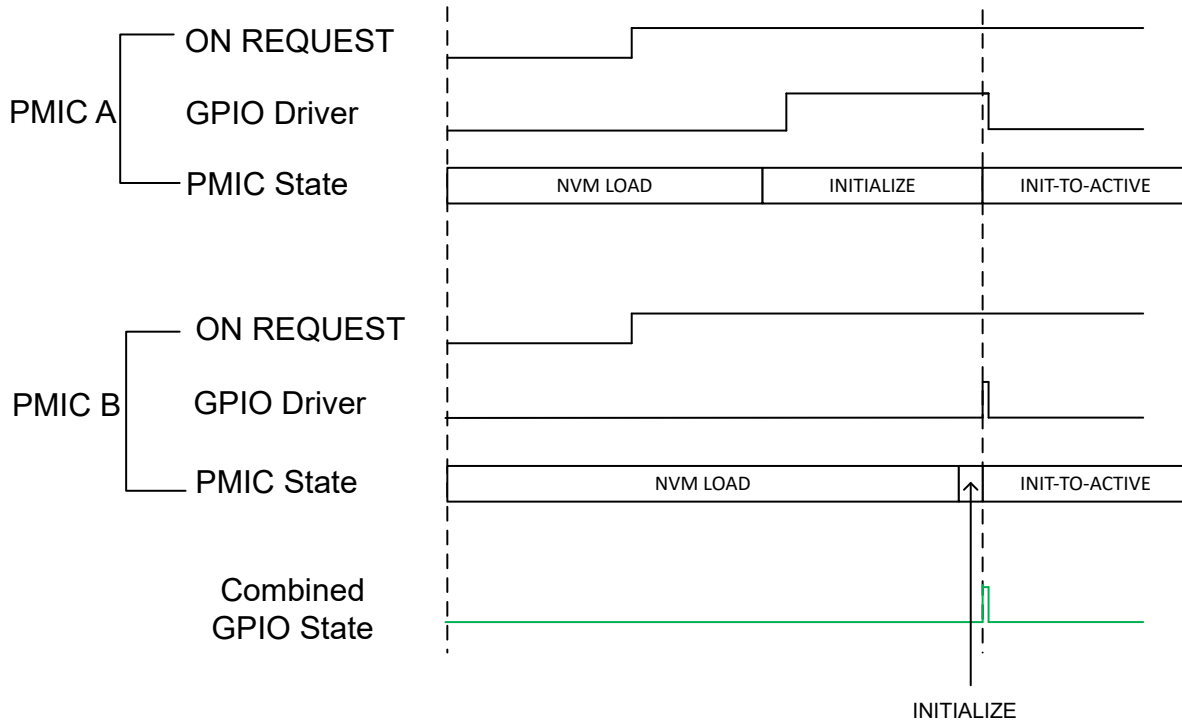 PMIC A
ON REQUEST
GPIO Driver
PMIC State
NVM LOAD
INITIALIZE
INIT-TO-ACTIVE
PMIC B
ON REQUEST
GPIO Driver
PMIC State
NVM LOAD
INIT-TO-ACTIVE
Combined
GPIO State
INITIALIZE